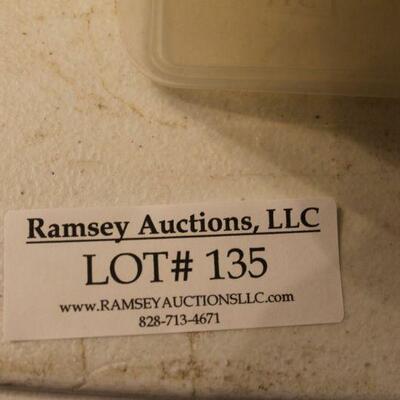 Ramsey Auctions, LLC
LOT# 135
www.RAMSEYAUCTIONSLLC.com
828-713-4671